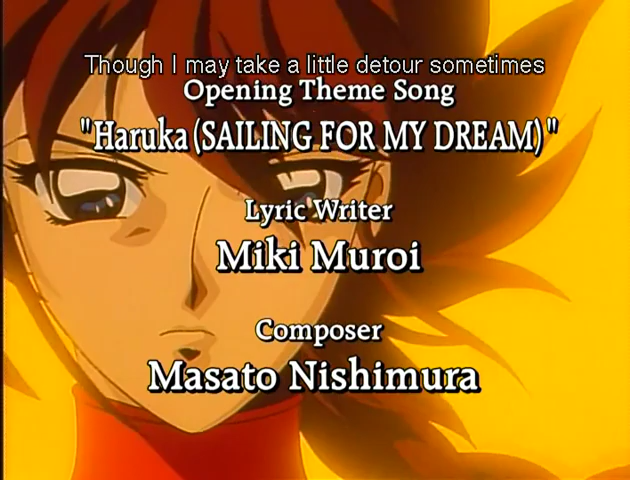 Though I may take a little detour sometimes
Opening Theme Song
"Haruka (SAILING FOR MY DREAM)"
Lyric Writer
Miki Muroi
Composer
Masato Nishimura